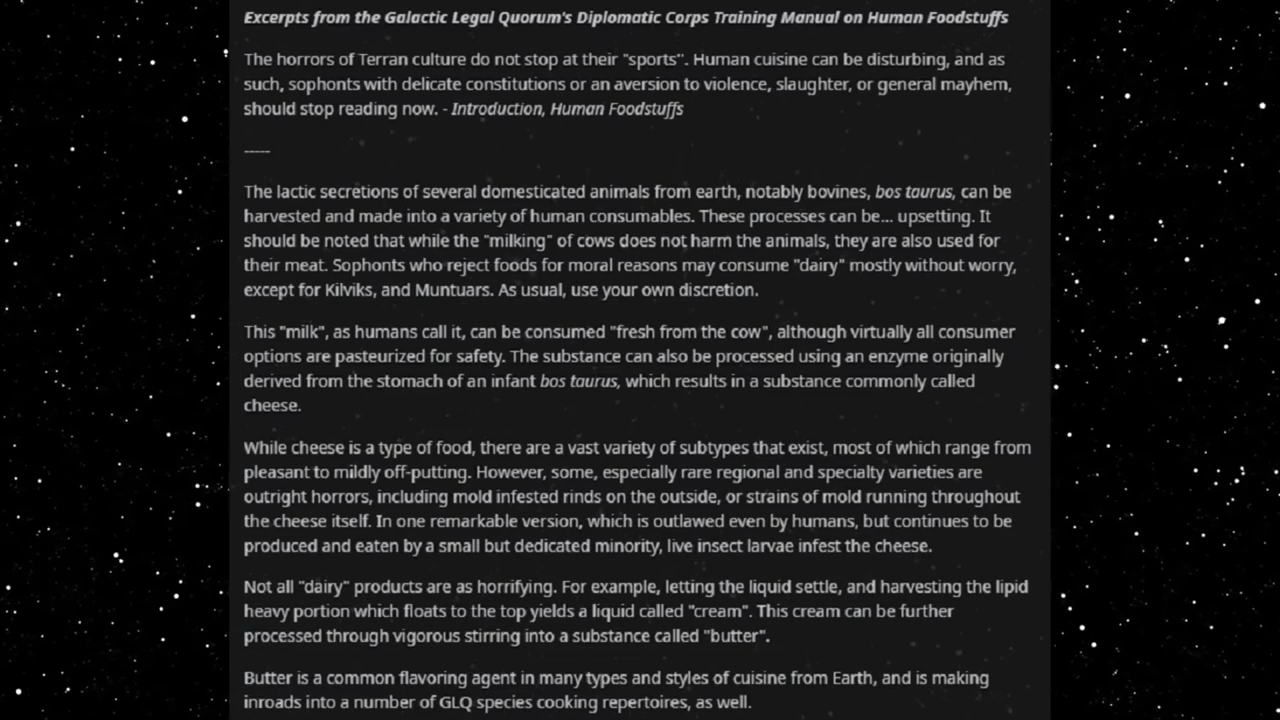 Excerpts from the Galactic Legal Quorum's Diplomatic Corps Training Manual on Human Foodstuffs
The horrors of Terran culture do not stop at their "sports". Human cuisine can be disturbing, and as
such, sophonts with delicate constitutions or an aversion to violence, slaughter, or general mayhem,
should stop reading now. - Introduction, Human Foodstuffs
-----
The lactic secretions of several domesticated animals from earth, notably bovines, bos taurus, can be
harvested and made into a variety of human consumables. These processes can be... upsetting. It
should be noted that while the "milking" of cows does not harm the animals, they are also used for
their meat. Sophonts who reject foods for moral reasons may consume "dairy" mostly without worry,
except for Kilviks, and Muntuars. As usual, use your own discretion.
This "milk", as humans call it, can be consumed "fresh from the cow", although virtually all consumer
options are pasteurized for safety. The substance can also be processed using an enzyme originally
derived from the stomach of an infant bos taurus, which results in a substance commonly called
cheese.
While cheese is a type of food, there are a vast variety of subtypes that exist, most of which range from
pleasant to mildly off-putting. However, some, especially rare regional and specialty varieties are
outright horrors, including mold infested rinds on the outside, or strains of mold running throughout
the cheese itself. In one remarkable version, which is outlawed even by humans, but continues to be
produced and eaten by a small but dedicated minority, live insect larvae infest the cheese.
Not all "dairy" products are as horrifying. For example, letting the liquid settle, and harvesting the lipid
heavy portion which floats to the top yields a liquid called "cream". This cream can be further
processed through vigorous stirring into a substance called "butter".
Butter is a common flavoring agent in many types and styles of cuisine from Earth, and is making
inroads into a number of GLQ species cooking repertoires, as well.